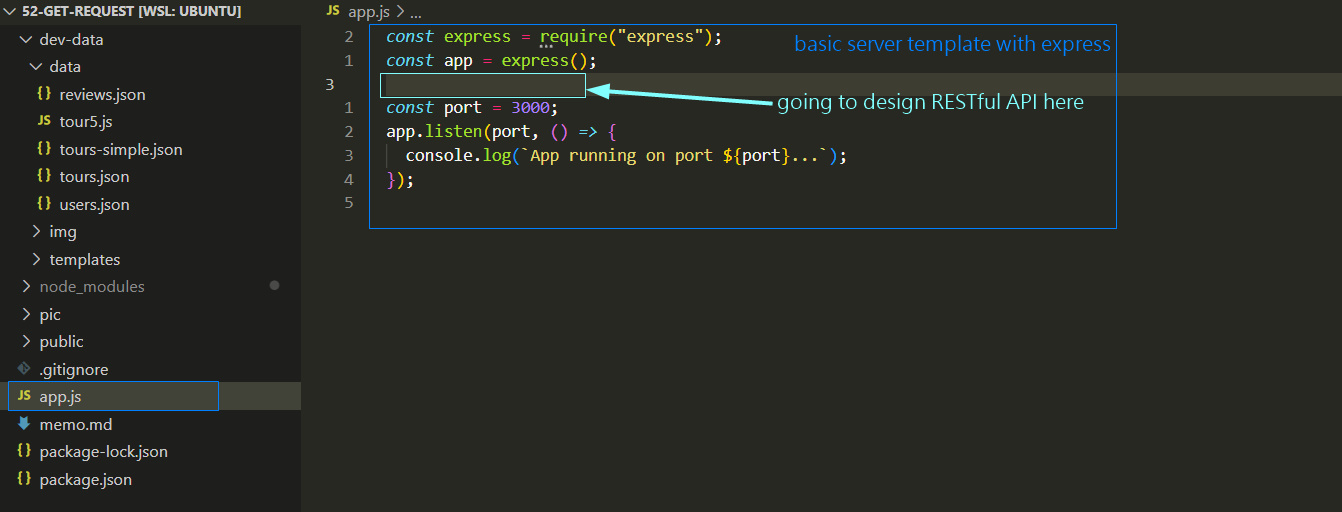 52-GET-REQUEST [WSL: UBUNTU]
dev-data
data
{} reviews.json
JS tour5.js
{} tours-simple.json
{} tours.json
{} users.json
img
templates
node_modules
pic
public
.gitignore
JS app.js
memo.md
{} package-lock.json
{} package.json
JS app.js > ...
2 const express = require("express");
basic server template with express
1 const app = express();
3
going to design RESTful API here
1 const port = 3000;
2 app.listen(port, () => {
3 console.log(`App running on port ${port}...`);
4 });
5